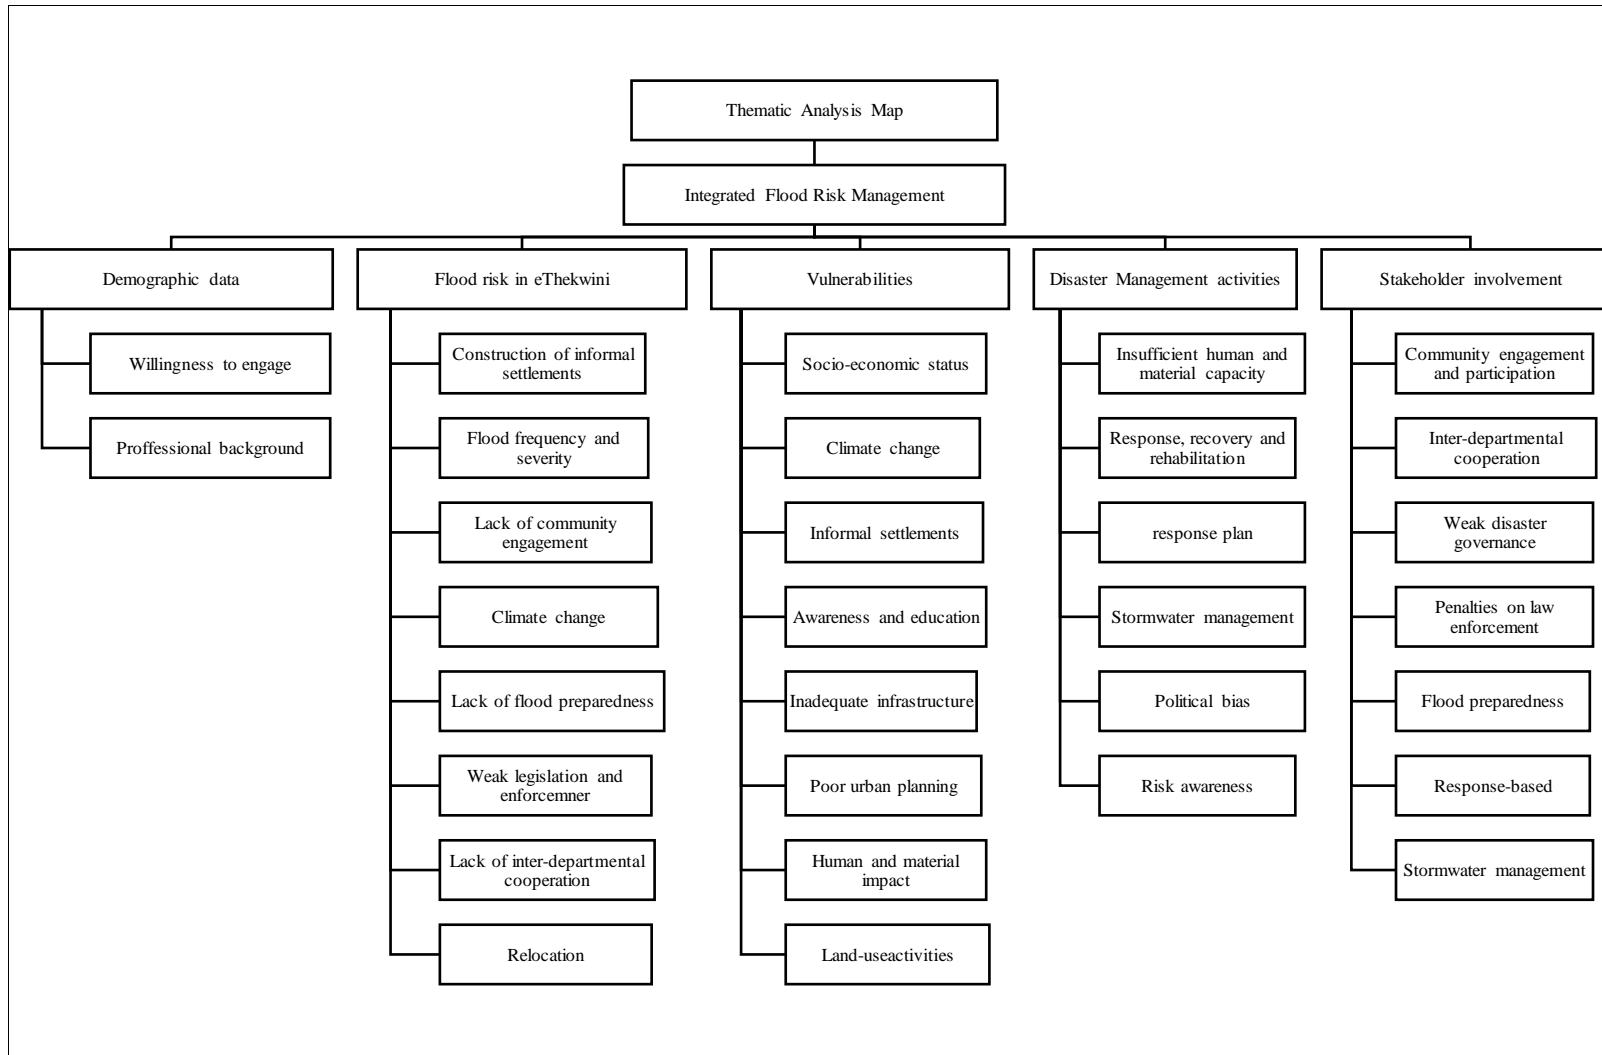 Thematic Analysis Map
Integrated Flood Risk Management
Demographic data
Willingness to engage
Proffessional background
Flood risk in eThekwini
Construction of informal
settlements
Flood frequency and
severity
Lack of community
engagement
Climate change
Lack of flood preparedness
Weak legislation and
enforcemner
Lack of inter-departmental
cooperation
Relocation
Vulnerabilities
Socio-economic status
Climate change
Informal settlements
Awareness and education
Inadequate infrastructure
Poor urban planning
Human and material
impact
Land-useactivities
Disaster Management activities
Insufficient human and
material capacity
Response, recovery and
rehabilitation
response plan
Stormwater management
Political bias
Risk awareness
Stakeholder involvement
Community engagement
and participation
Inter-departmental
cooperation
Weak disaster
governance
Penalties on law
enforcement
Flood preparedness
Response-based
Stormwater management